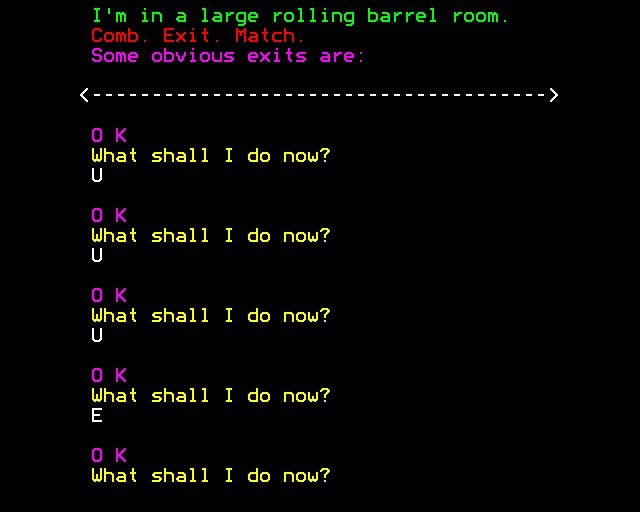 I'm in a large rolling barrel room.
Comb. Exit. Match.
Some obvious exits are:
<-------------------------------------->
O K
What shall I do now?
U
O K
What shall I do now?
U
O K
What shall I do now?
U
O K
What shall I do now?
E
O K
What shall I do now?